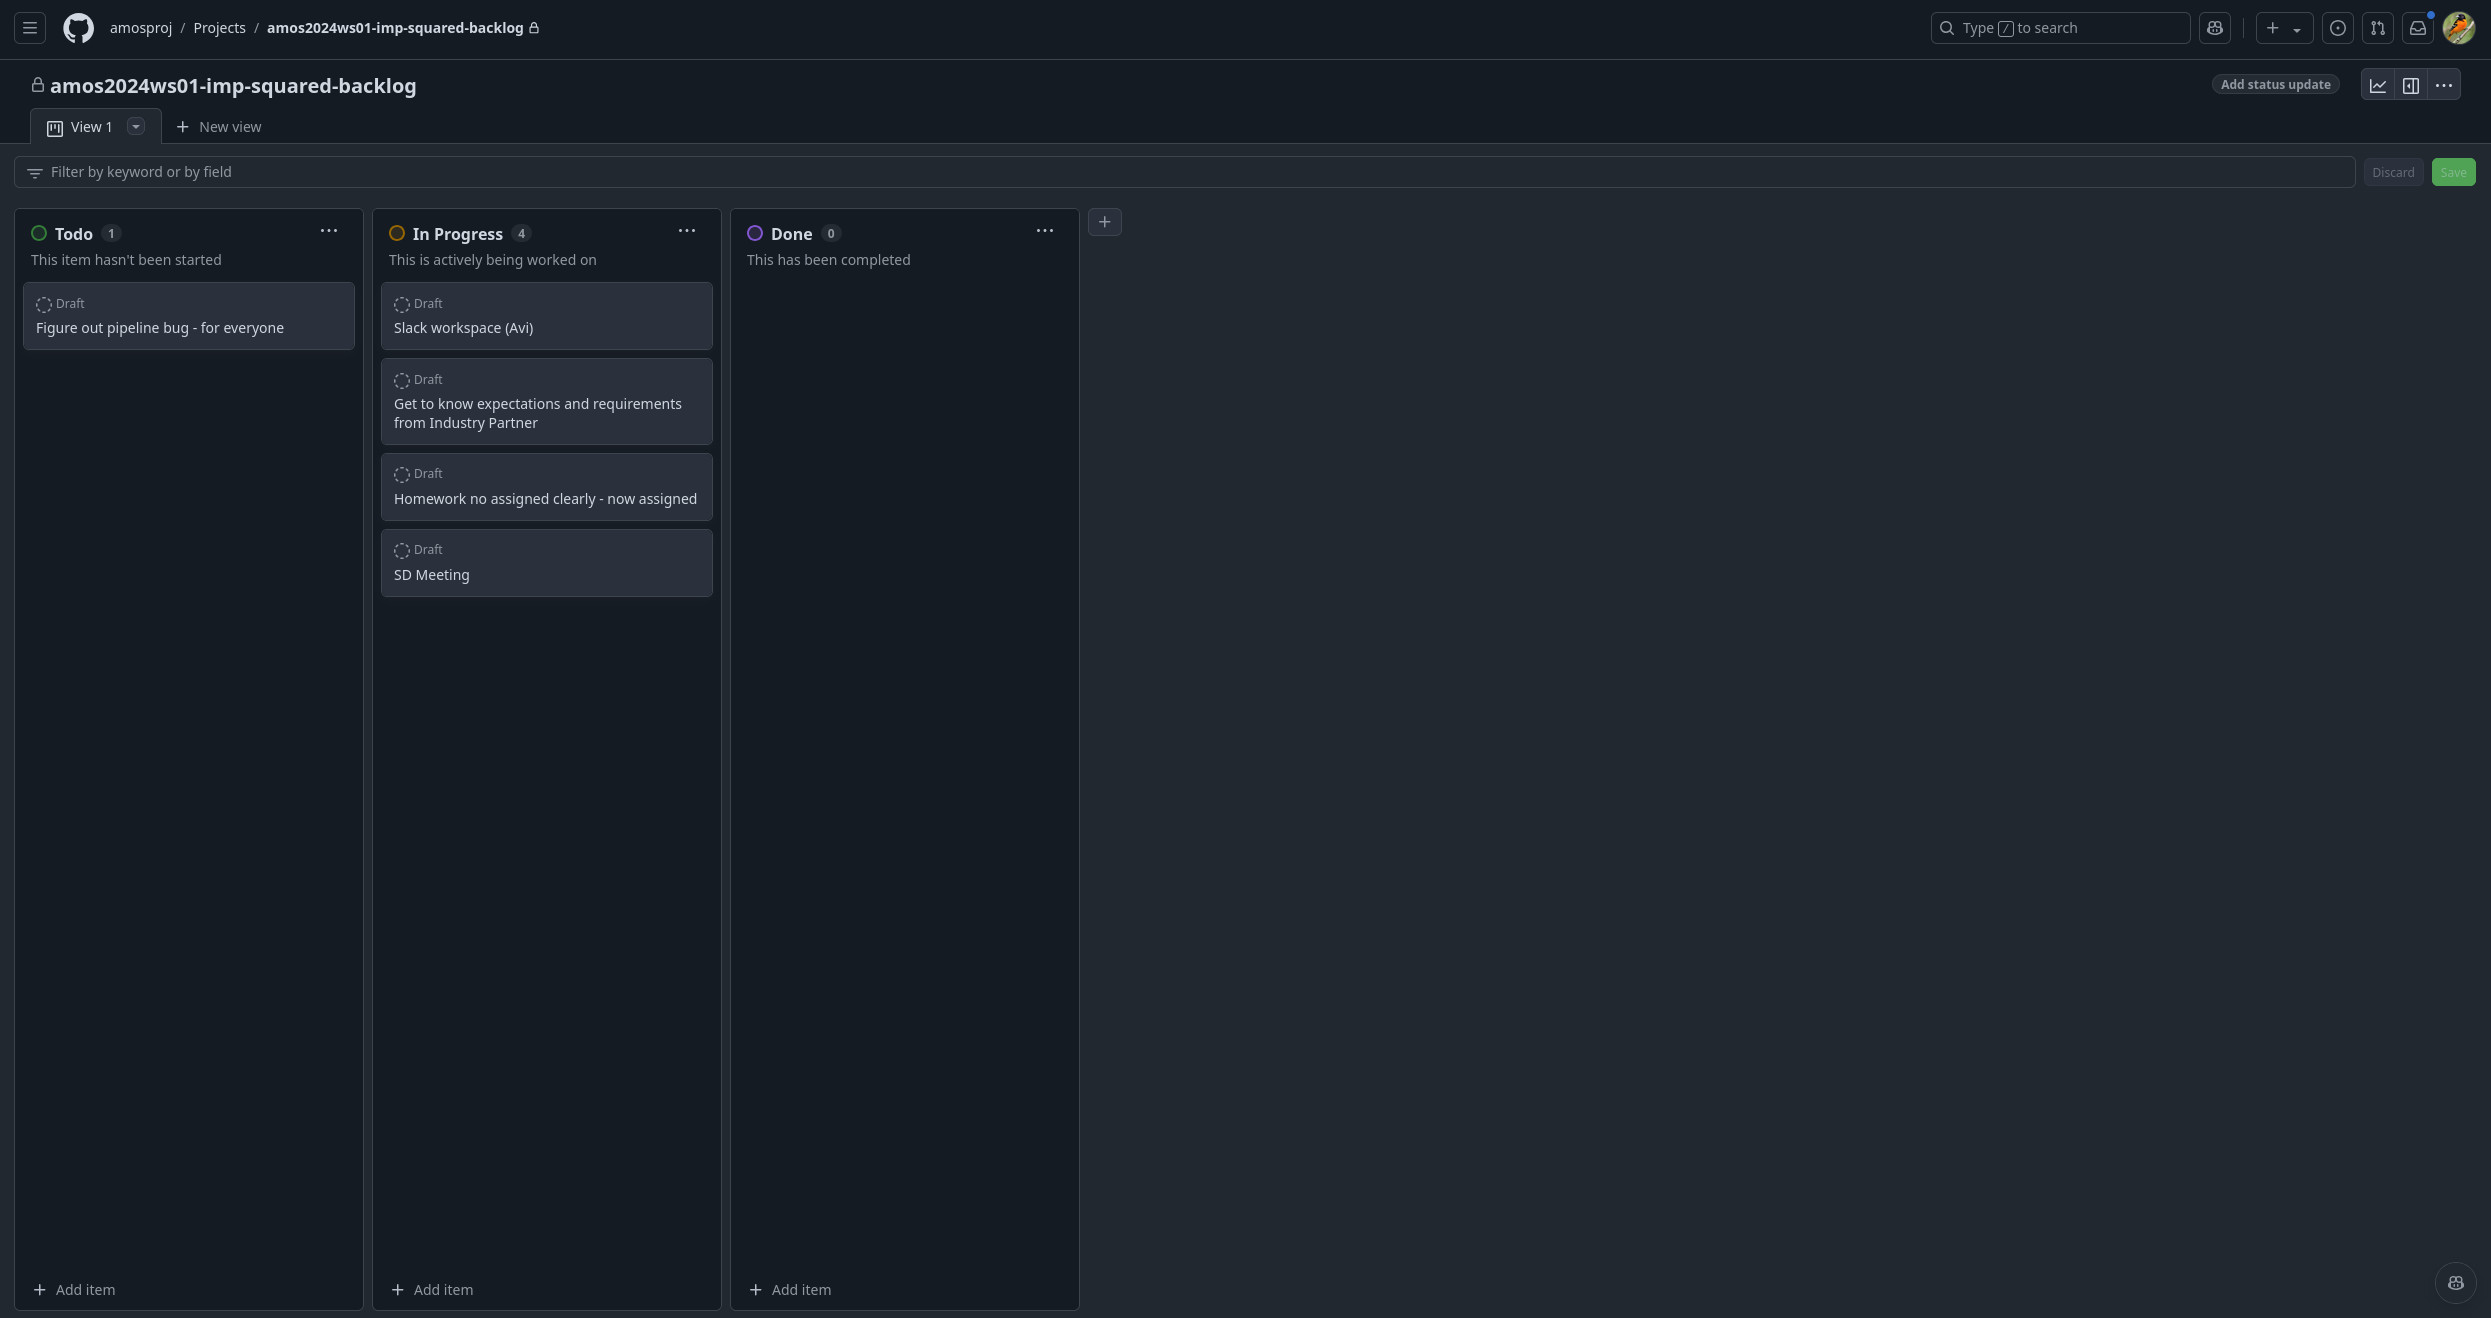 amosproj / Projects / amos2024ws01-imp-squared-backlog
Type / to search
amos2024ws01-imp-squared-backlog
Add status update
View 1
New view
Filter by keyword or by field
Discard
Save
Todo 1
This item hasn't been started
Draft
Figure out pipeline bug - for everyone
Add item
In Progress 4
This is actively being worked on
Draft
Slack workspace (Avi)
Draft
Get to know expectations and requirements
from Industry Partner
Draft
Homework no assigned clearly - now assigned
Draft
SD Meeting
Add item
Done 0
This has been completed
Add item